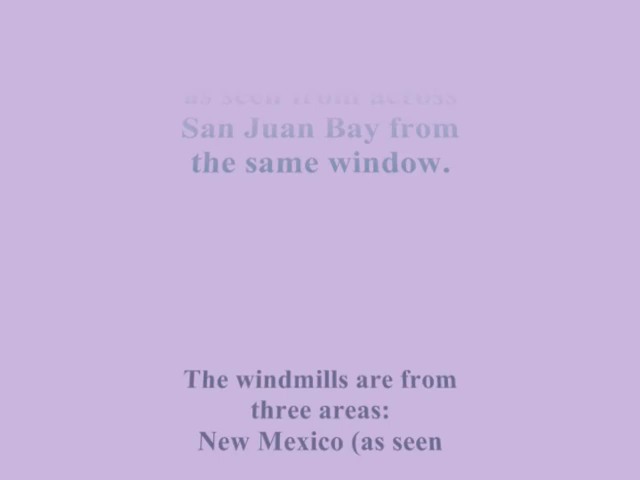 as seen from across
San Juan Bay from
the same window.
The windmills are from
three areas:
New Mexico (as seen